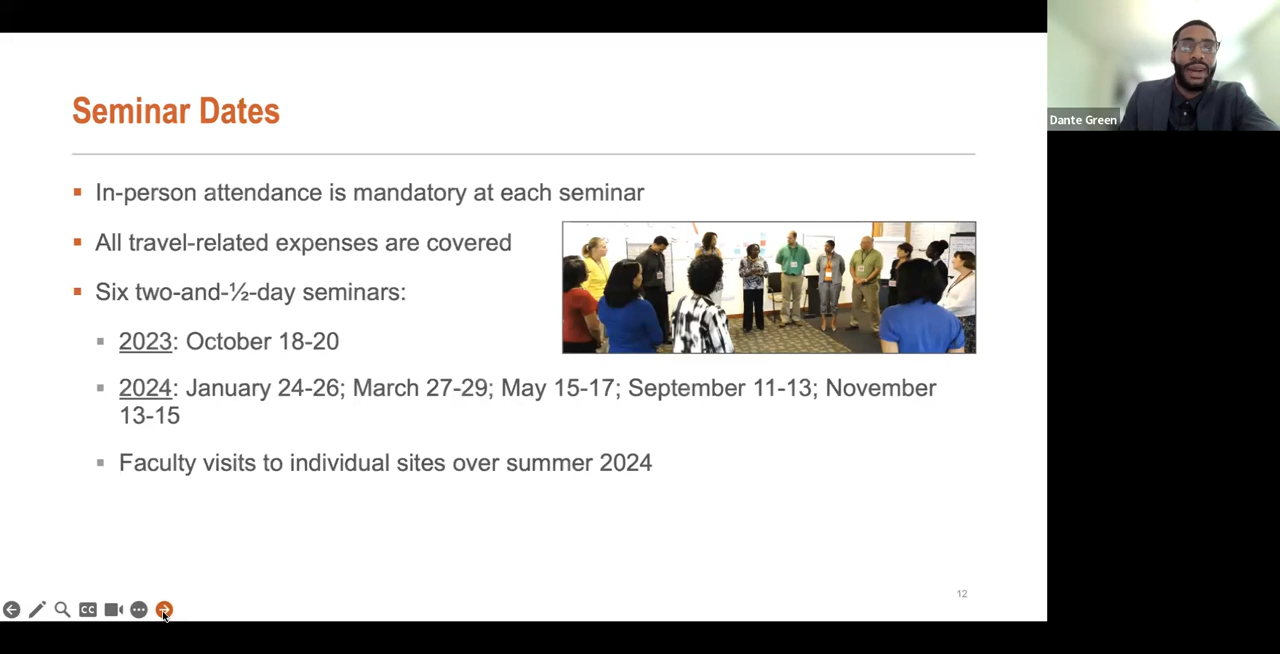 Seminar Dates
In-person attendance is mandatory at each seminar
All travel-related expenses are covered
Six two-and-½-day seminars:
2023: October 18-20
2024: January 24-26; March 27-29; May 15-17; September 11-13; November
13-15
Faculty visits to individual sites over summer 2024
12
CC
Dante Green